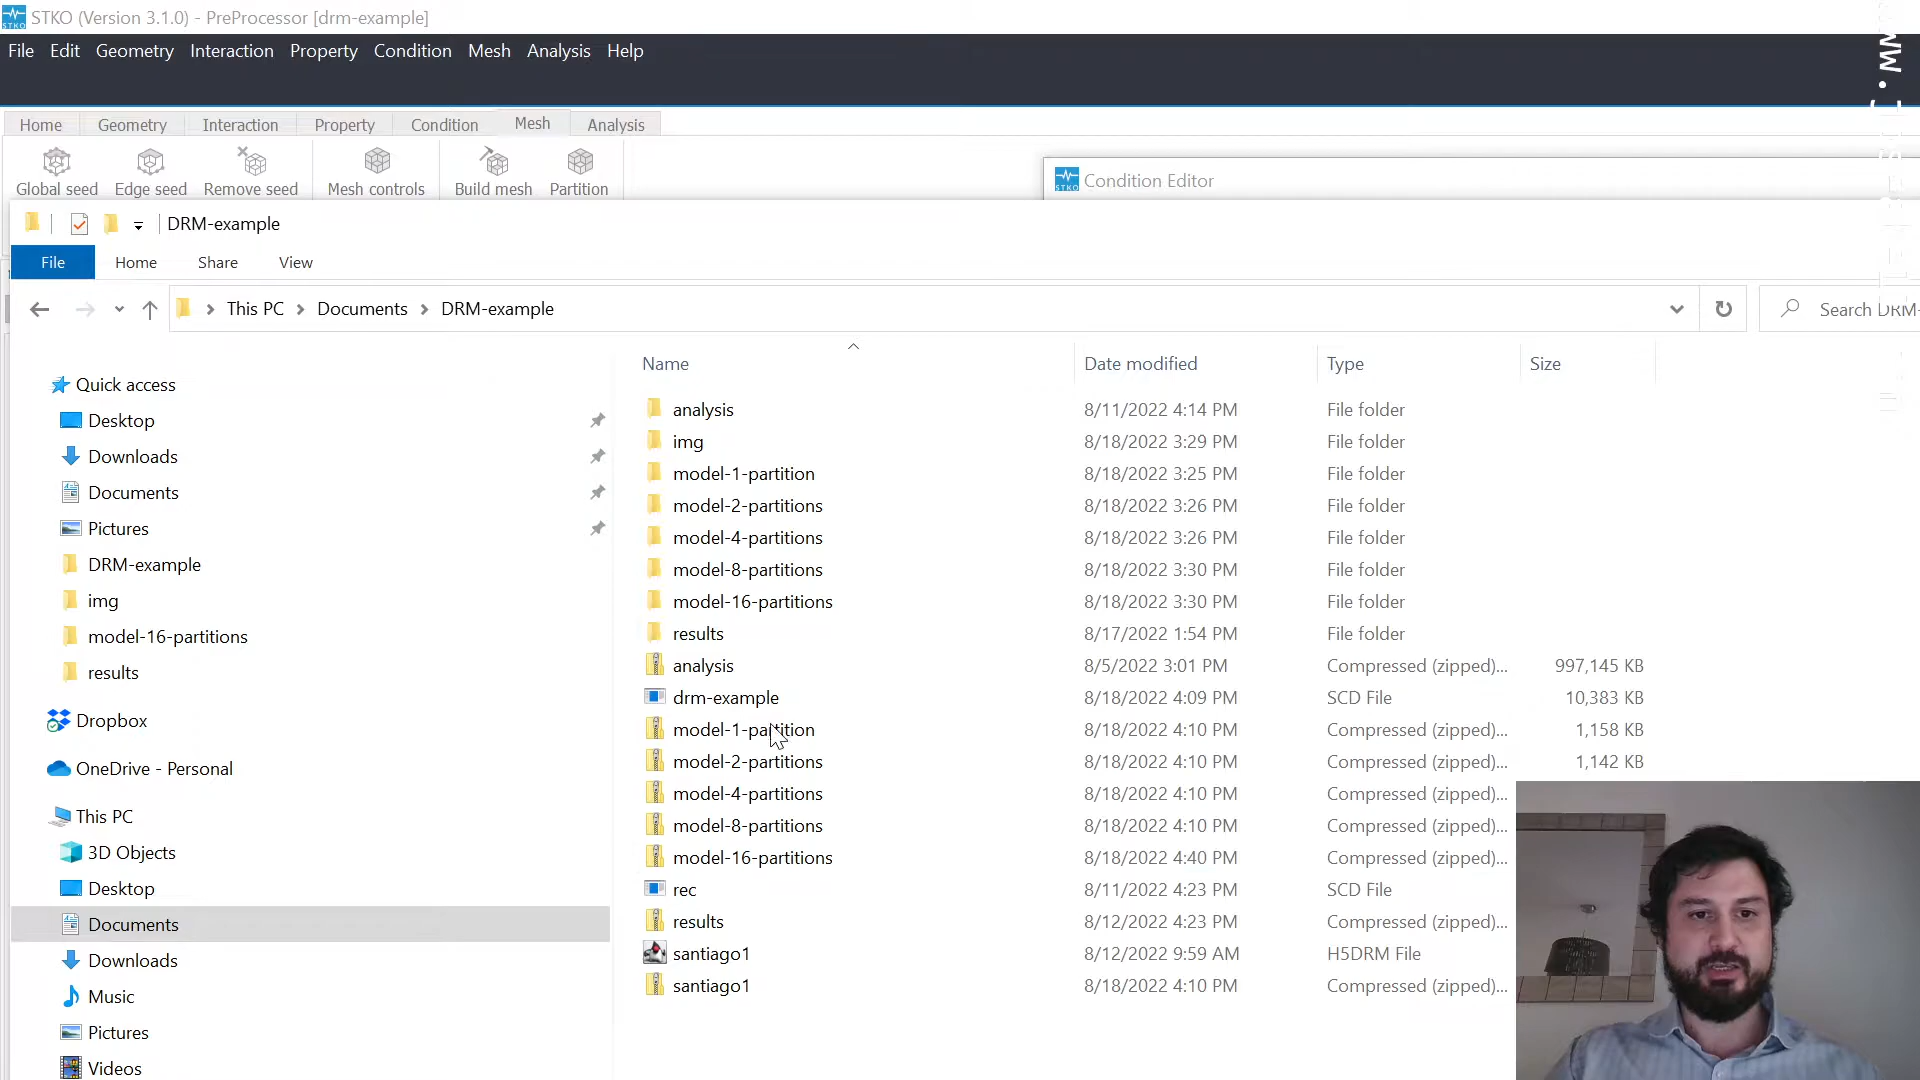 STKO (Version 3.1.0) - PreProcessor [drm-example]
File Edit Geometry Interaction Property Condition Mesh Analysis Help
Home Geometry Interaction Property Condition Mesh Analysis
Global seed Edge seed Remove seed Mesh controls Build mesh Partition
STKO Condition Editor
DRM-example
File Home Share View
This PC > Documents > DRM-example
Search DRM-
Name Date modified Type Size
Quick access
Desktop
Downloads
Documents
Pictures
DRM-example
img
model-16-partitions
results
Dropbox
OneDrive - Personal
This PC
3D Objects
Desktop
Documents
Downloads
Music
Pictures
Videos
analysis 8/11/2022 4:14 PM File folder
img 8/18/2022 3:29 PM File folder
model-1-partition 8/18/2022 3:25 PM File folder
model-2-partitions 8/18/2022 3:26 PM File folder
model-4-partitions 8/18/2022 3:26 PM File folder
model-8-partitions 8/18/2022 3:30 PM File folder
model-16-partitions 8/18/2022 3:30 PM File folder
results 8/17/2022 1:54 PM File folder
analysis 8/5/2022 3:01 PM Compressed (zipped)... 997,145 KB
drm-example 8/18/2022 4:09 PM SCD File 10,383 KB
model-1-partition 8/18/2022 4:10 PM Compressed (zipped)... 1,158 KB
model-2-partitions 8/18/2022 4:10 PM Compressed (zipped)... 1,142 KB
model-4-partitions 8/18/2022 4:10 PM Compressed (zipped)...
model-8-partitions 8/18/2022 4:10 PM Compressed (zipped)...
model-16-partitions 8/18/2022 4:40 PM Compressed (zipped)...
rec 8/11/2022 4:23 PM SCD File
results 8/12/2022 4:23 PM Compressed (zipped)...
santiago1 8/12/2022 9:59 AM H5DRM File
santiago1 8/18/2022 4:10 PM Compressed (zipped)...